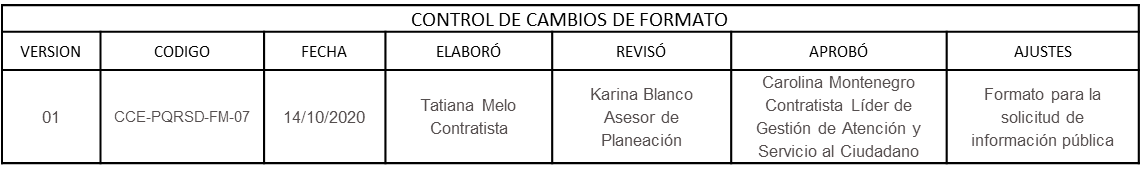 CONTROL DE CAMBIOS DE FORMATO
VERSION CODIGO FECHA ELABORÓ REVISÓ APROBÓ AJUSTES
01
CCE-PQRSD-FM-07
14/10/2020
Tatiana Melo
Contratista
Karina Blanco
Asesor de
Planeación
Carolina Montenegro
Contratista Líder de
Gestión de Atención y
Servicio al Ciudadano
Formato para la
solicitud de
información pública